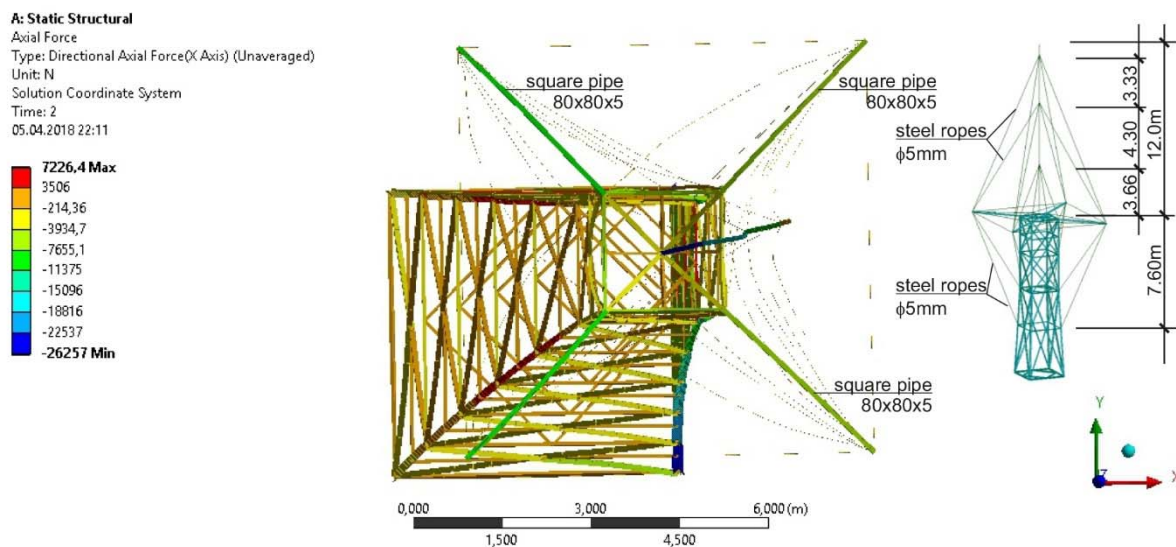 A: Static Structural
Axial Force
Type: Directional Axial Force(X Axis) (Unaveraged)
Unit: N
Solution Coordinate System
Time: 2
05.04.2018 22:11
7226,4 Max
3506
-214,36
-3934,7
-7655,1
-11375
-15096
-18816
-22537
-26257 Min
square pipe
80x80x5
square pipe
80x80x5
square pipe
80x80x5
steel ropes
ϕ5mm
steel ropes
ϕ5mm
3.33
4.30
3.66
12.0m
7.60m
0,000
3,000
6,000 (m)
1,500
4,500
Y
Z
X